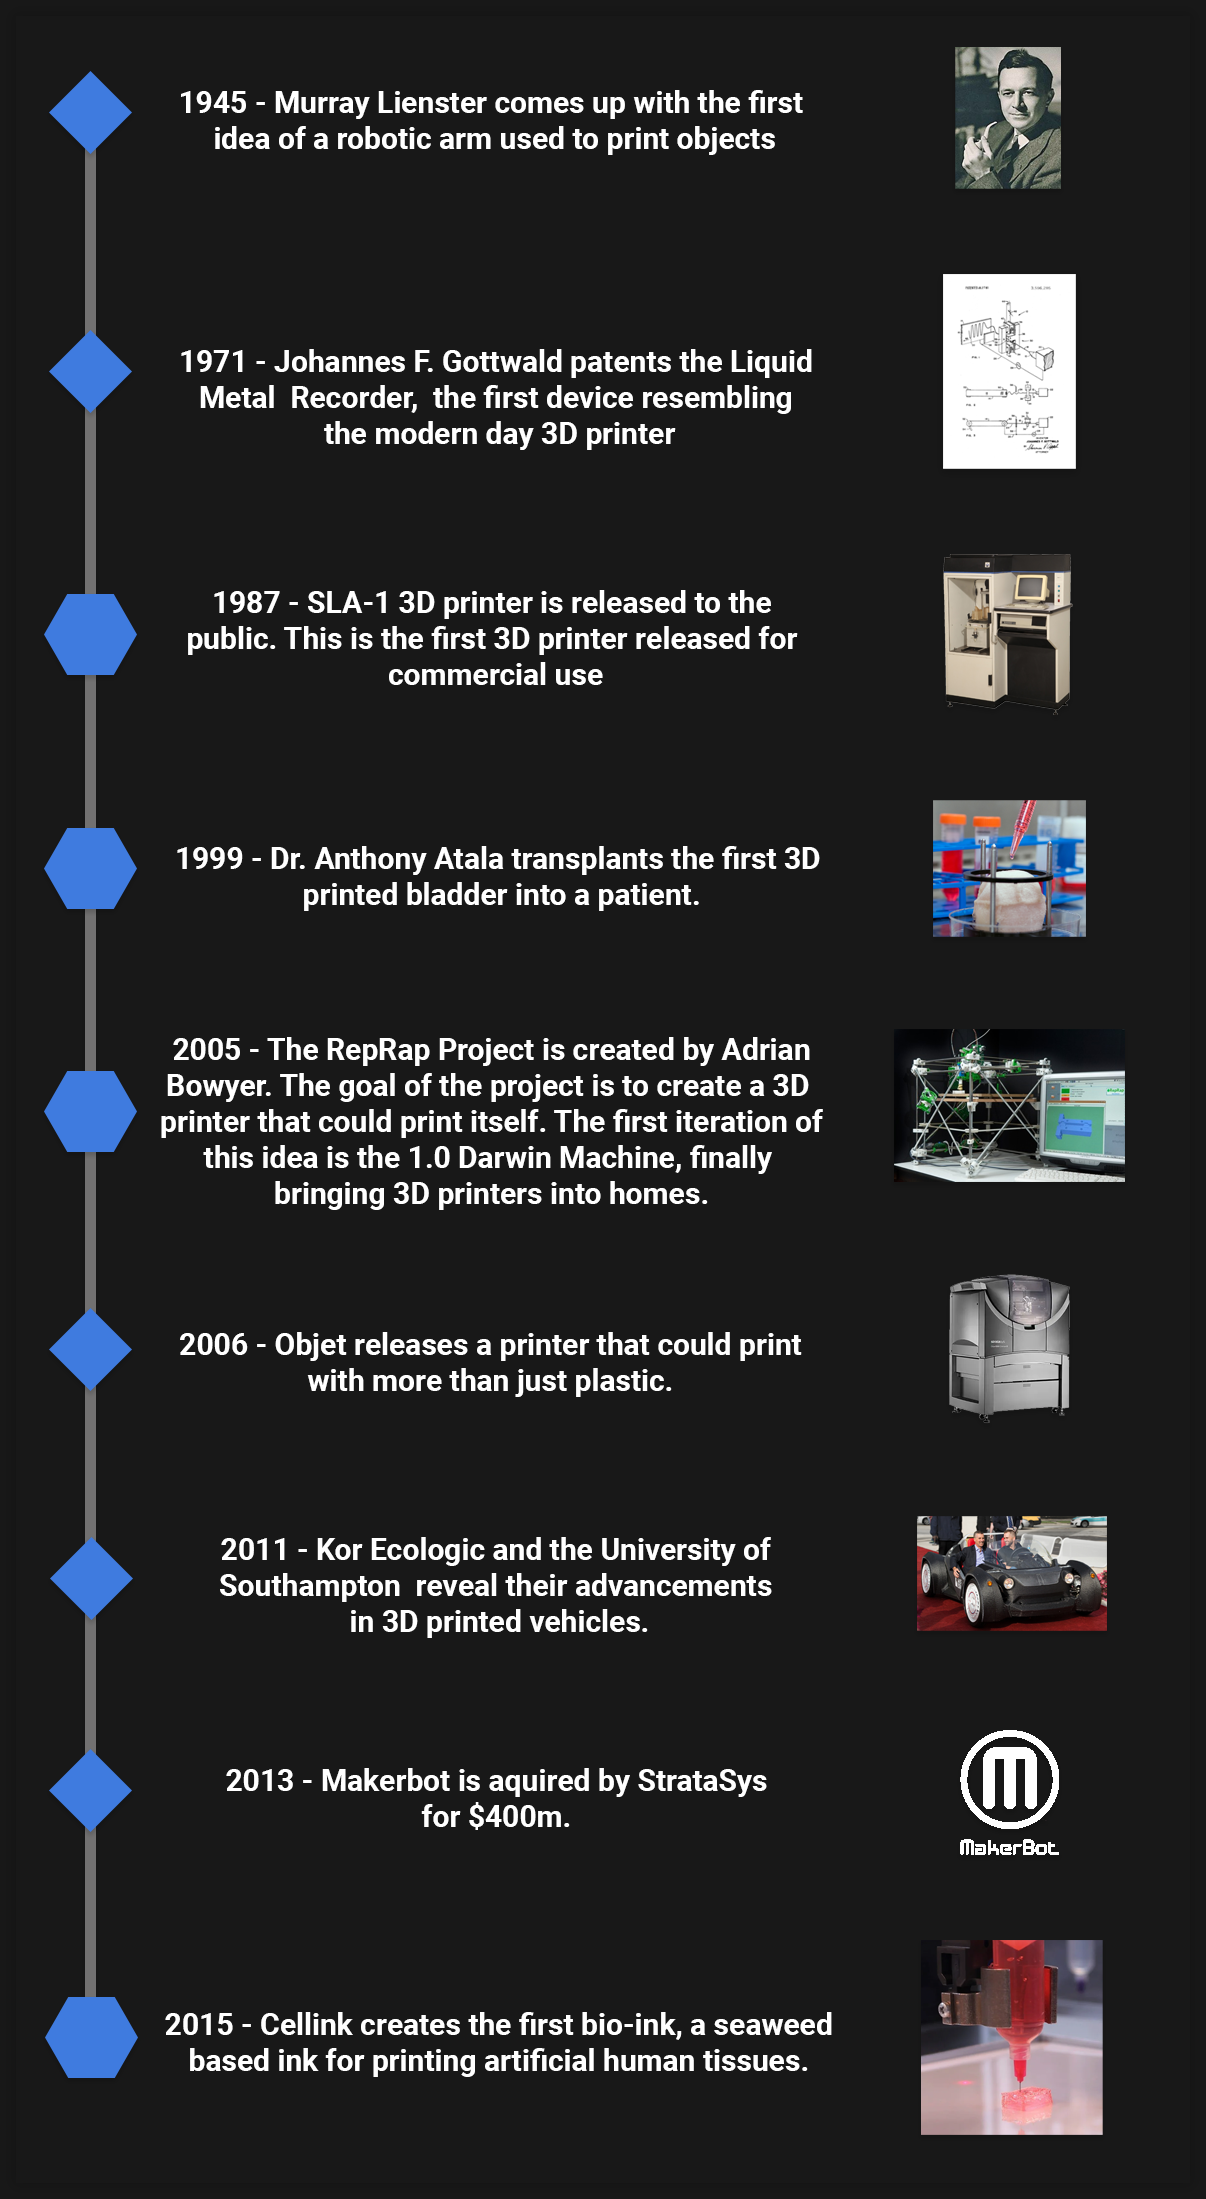 1945 - Murray Lienster comes up with the first
idea of a robotic arm used to print objects
1971 - Johannes F. Gottwald patents the Liquid
Metal  Recorder,  the first device resembling
the modern day 3D printer
1987 - SLA-1 3D printer is released to the
public. This is the first 3D printer released for
commercial use
1999 - Dr. Anthony Atala transplants the first 3D
printed bladder into a patient.
2005 - The RepRap Project is created by Adrian
Bowyer. The goal of the project is to create a 3D
printer that could print itself. The first iteration of
this idea is the 1.0 Darwin Machine, finally
bringing 3D printers into homes.
2006 - Objet releases a printer that could print
with more than just plastic.
2011 - Kor Ecologic and the University of
Southampton  reveal their advancements
in 3D printed vehicles.
2013 - Makerbot is aquired by StrataSys
for $400m.
MakerBot.
2015 - Cellink creates the first bio-ink, a seaweed
based ink for printing artificial human tissues.